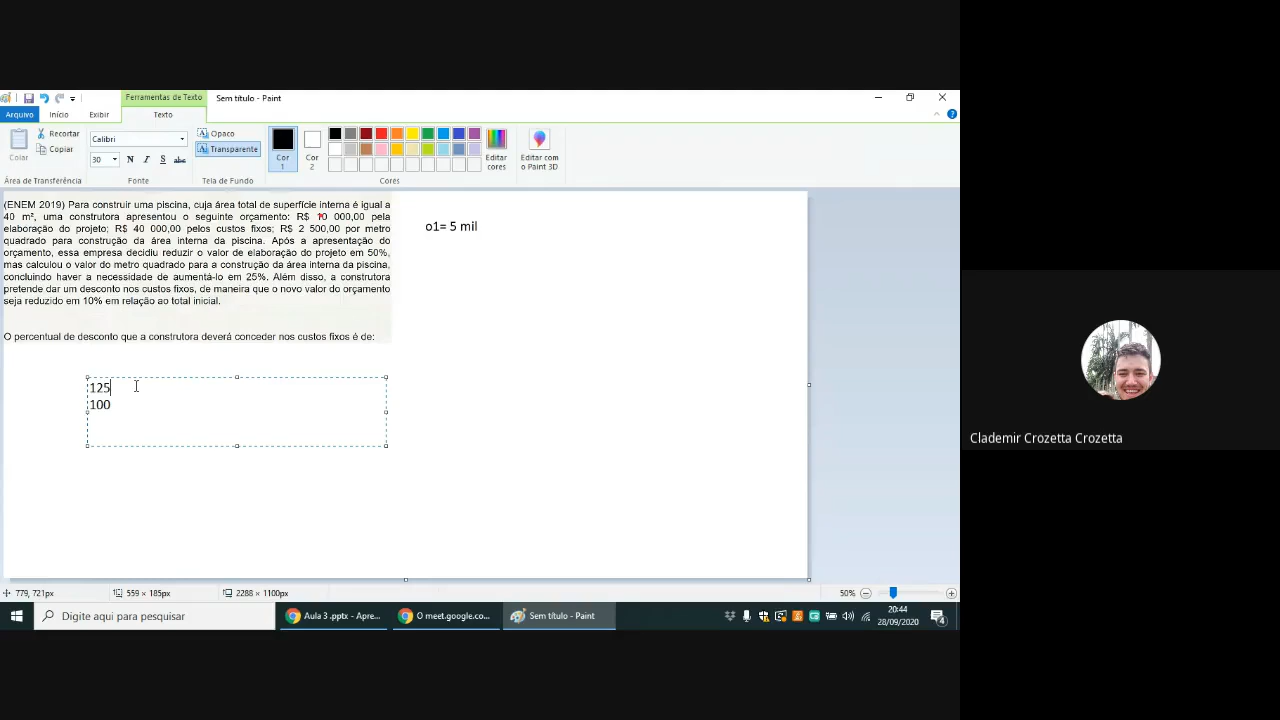 Ferramentas de Texto
Sem título - Paint
Arquivo
Início
Exibir
Texto
Colar
Recortar
Copiar
Calibri
30
N
I
S
abc
Opaco
Transparente
Cor
1
Cor
2
Editar
cores
Editar com
o Paint 3D
Área de Transferência
Fonte
Tela de Fundo
Cores
(ENEM 2019) Para construir uma piscina, cuja área total de superfície interna é igual a
40 m², uma construtora apresentou o seguinte orçamento: R$ 10 000,00 pela
elaboração do projeto; R$ 40 000,00 pelos custos fixos; R$ 2 500,00 por metro
quadrado para construção da área interna da piscina. Após a apresentação do
orçamento, essa empresa decidiu reduzir o valor de elaboração do projeto em 50%,
mas calculou o valor do metro quadrado para a construção da área interna da piscina,
concluindo haver a necessidade de aumentá-lo em 25%. Além disso, a construtora
pretende dar um desconto nos custos fixos, de maneira que o novo valor do orçamento
seja reduzido em 10% em relação ao total inicial.
O percentual de desconto que a construtora deverá conceder nos custos fixos é de:
o1= 5 mil
125
100
Clademir Crozetta Crozetta
779, 721px
559 × 185px
2288 × 1100px
50%
Digite aqui para pesquisar
Aula 3 .pptx - Apre...
O meet.google.co...
Sem título - Paint
20:44
28/09/2020
4